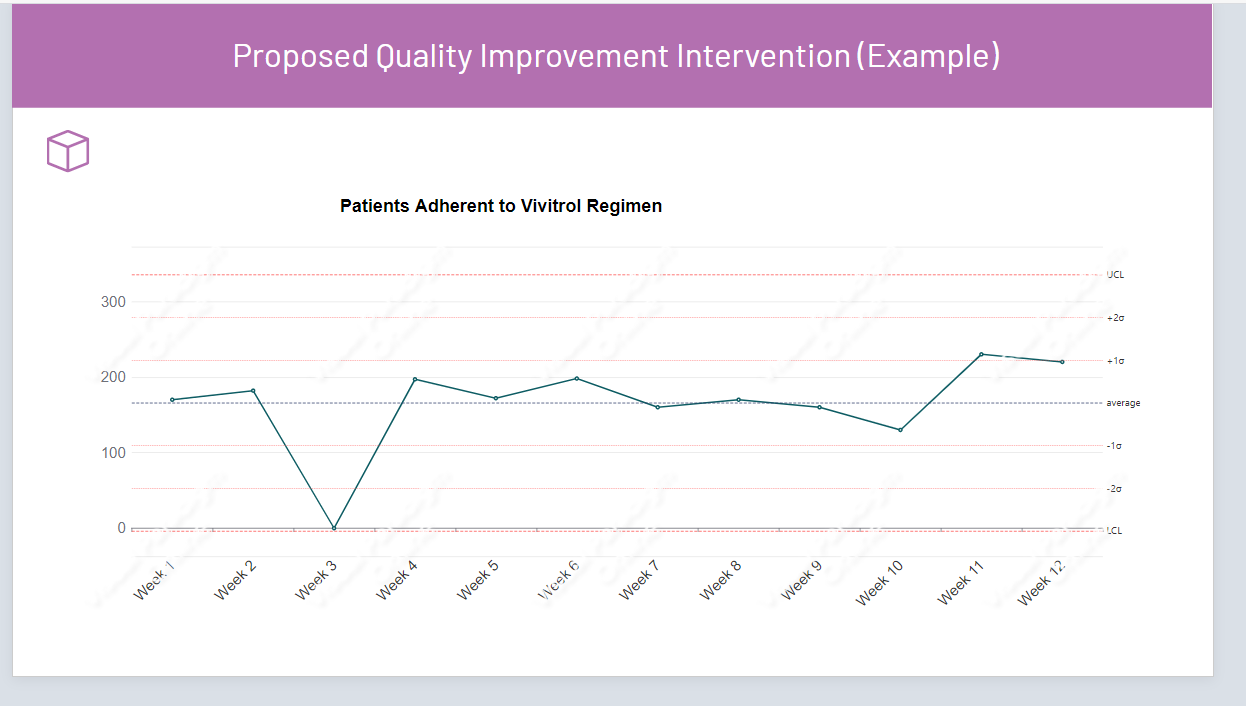 Proposed Quality Improvement Intervention (Example)
Patients Adherent to Vivitrol Regimen
UCL
300
+2σ
+1σ
200
average
-1σ
100
-2σ
0
LCL
Week 1
Week 2
Week 3
Week 4
Week 5
Week 6
Week 7
Week 8
Week 9
Week 10
Week 11
Week 12